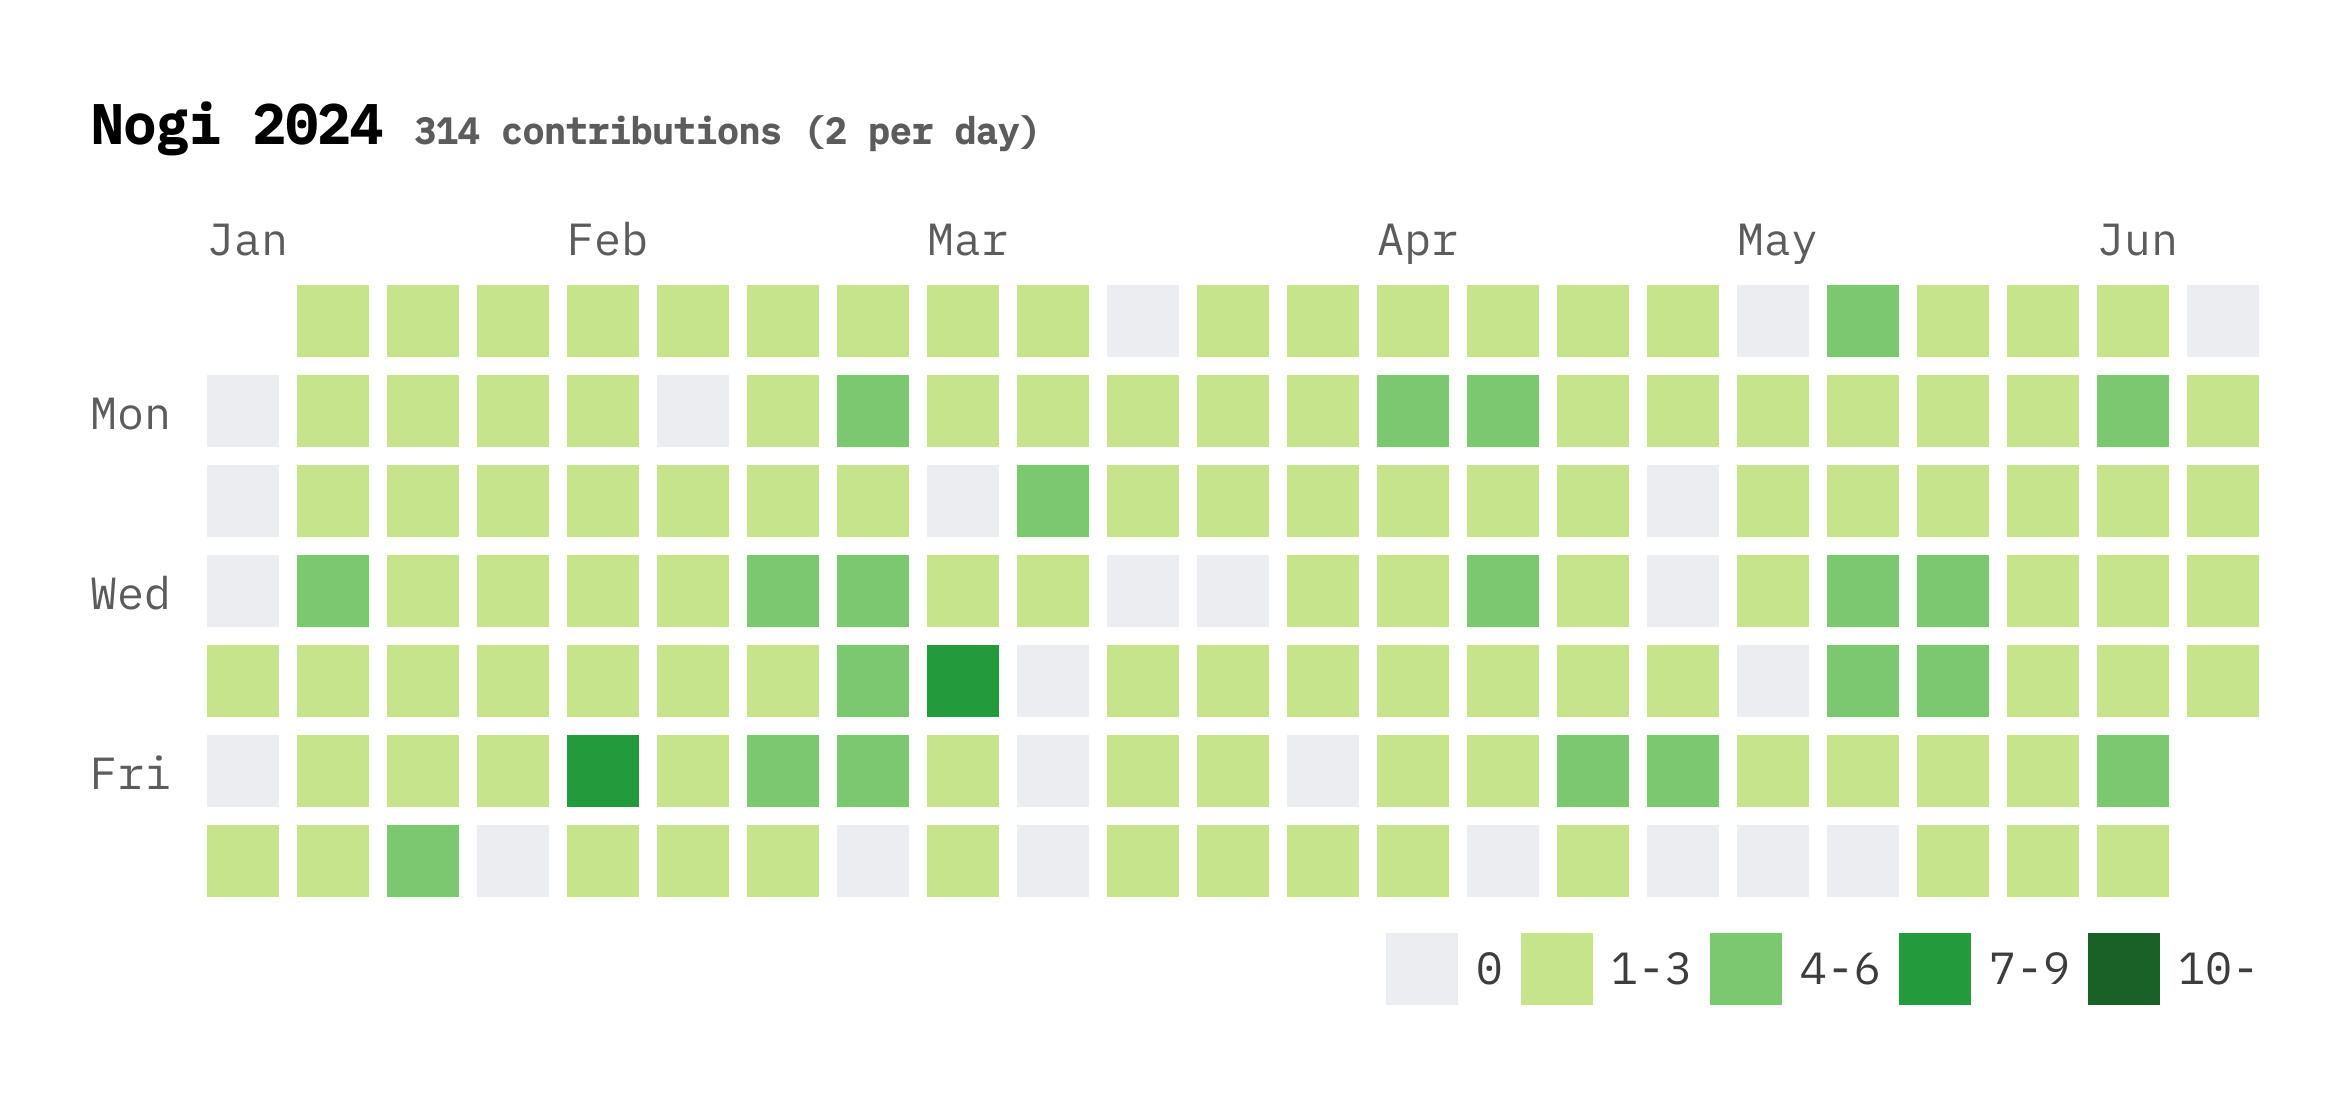 Nogi 2024 314 contributions (2 per day)
Jan Feb Mar Apr May Jun
Mon
Wed
Fri
0 1-3 4-6 7-9 10-